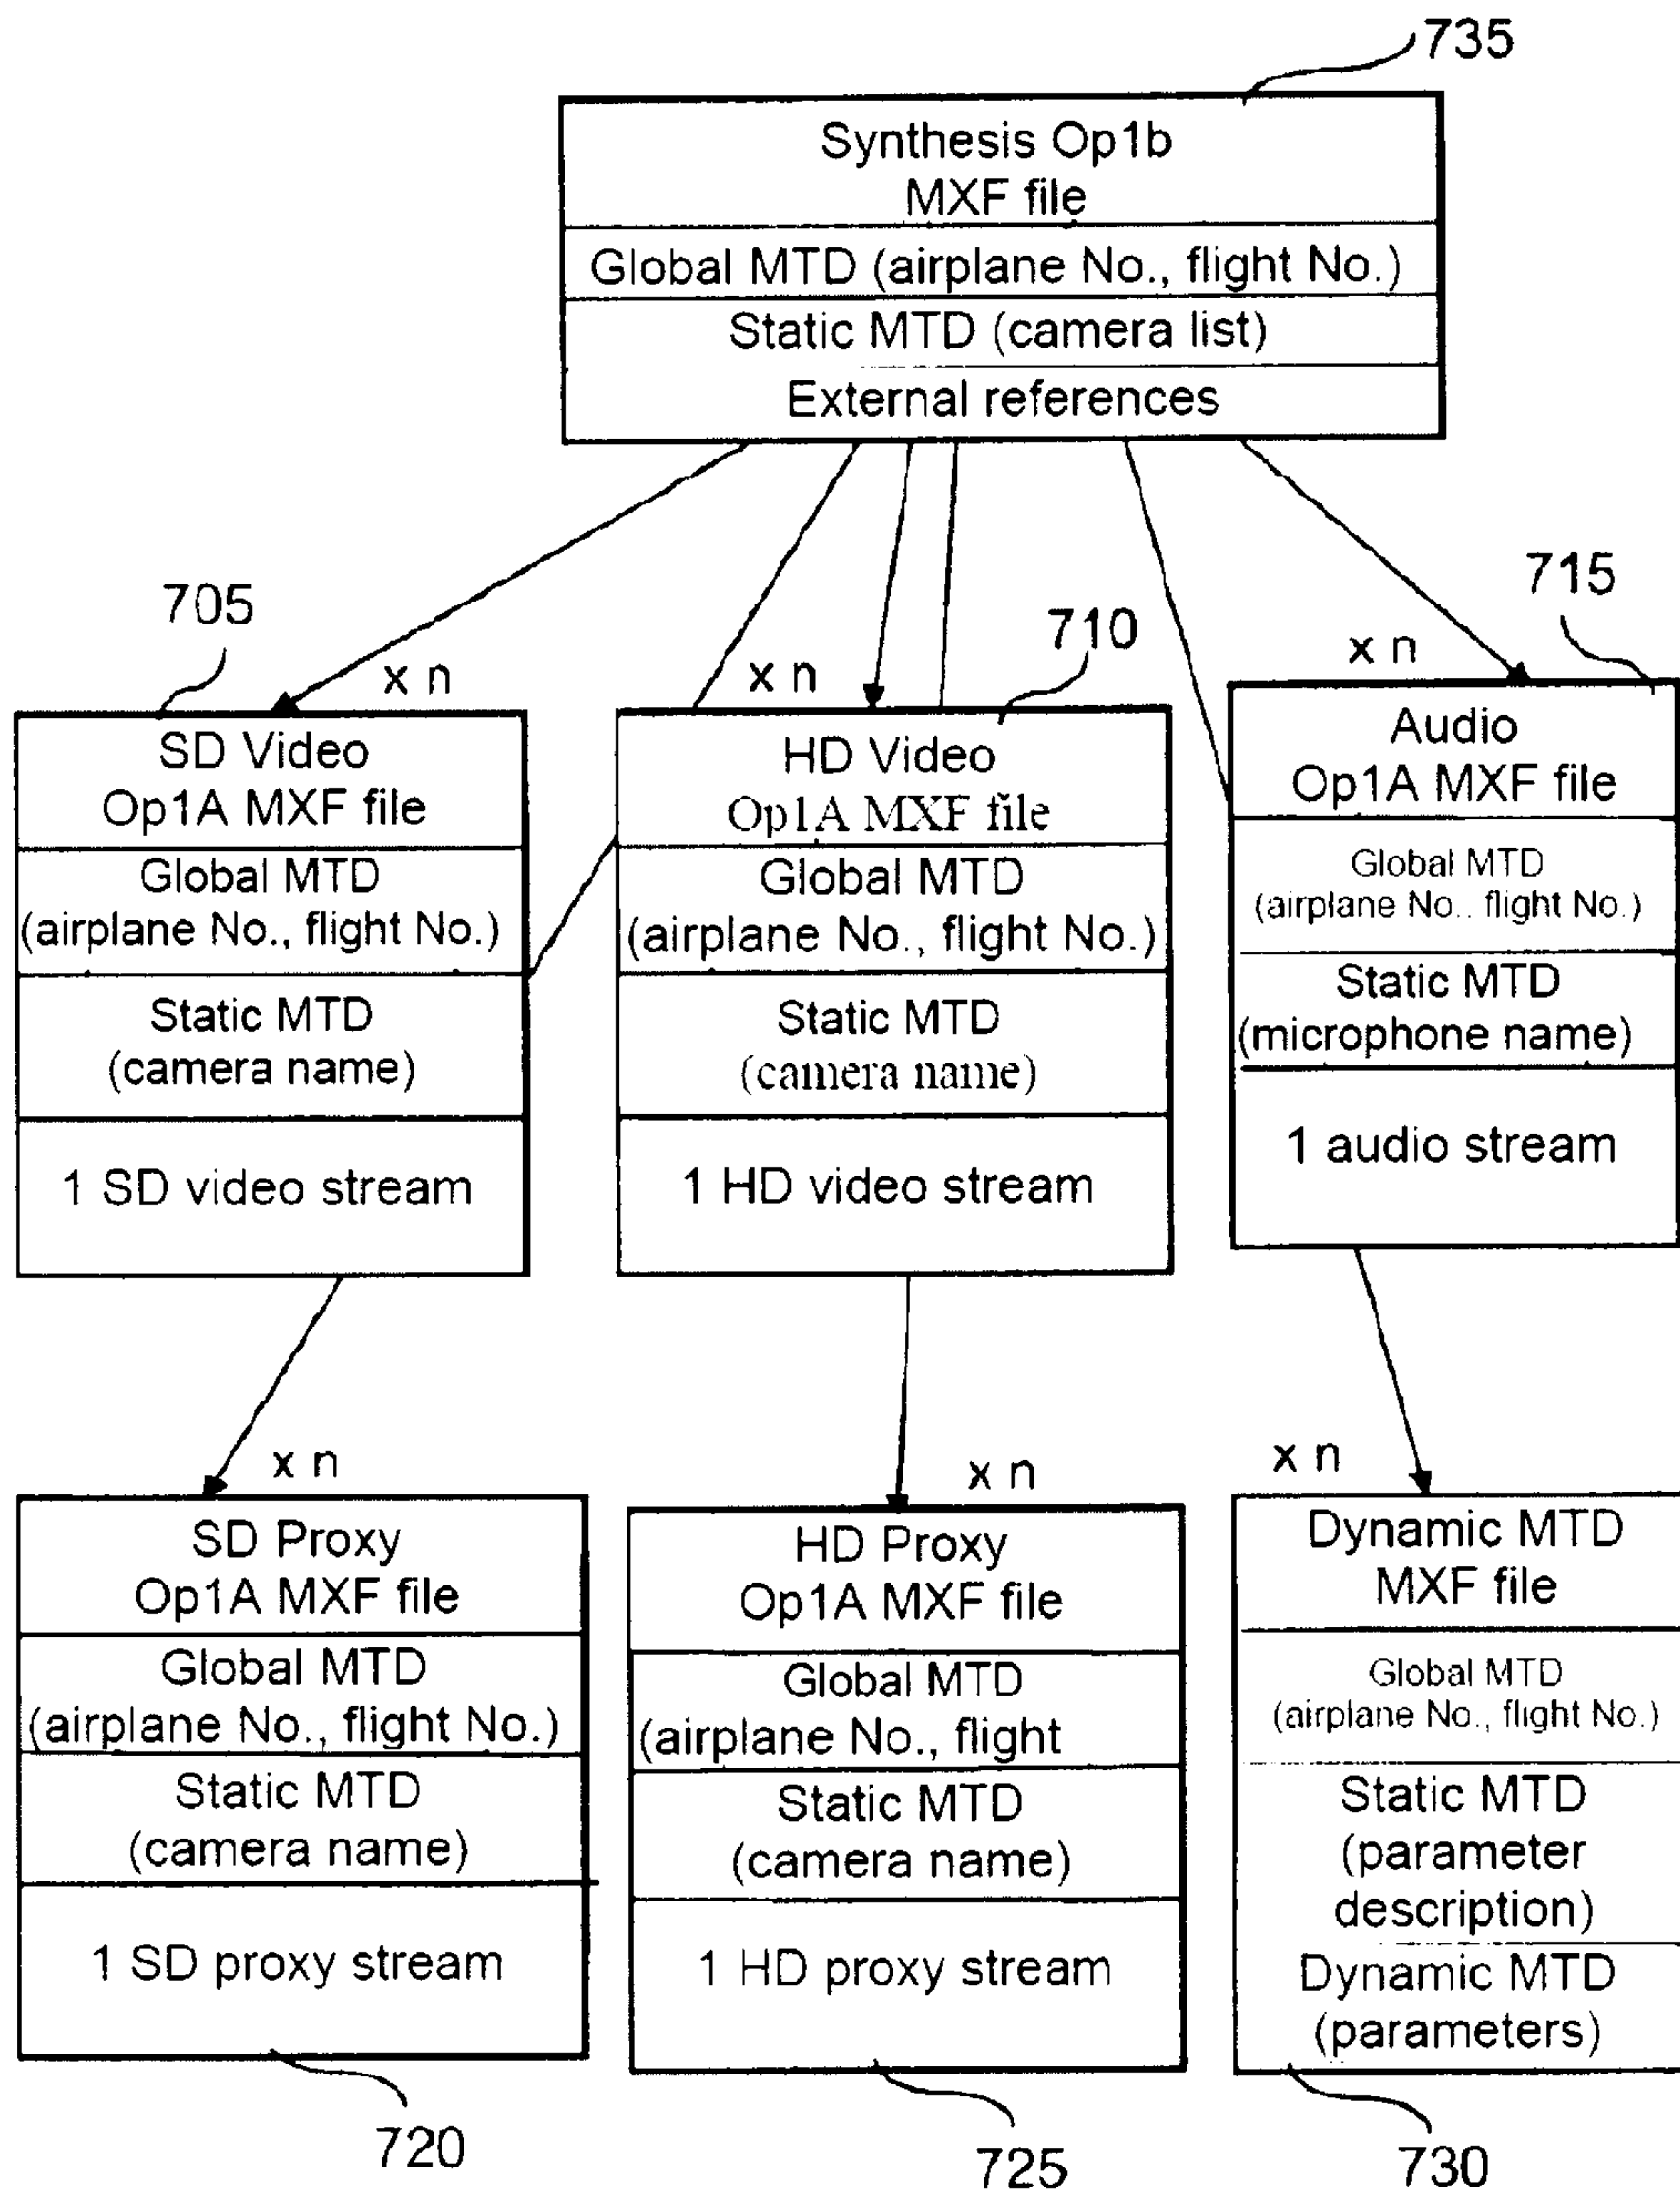 735
Synthesis Op1b
MXF file
Global MTD (airplane No., flight No.)
Static MTD (camera list)
External references
705
x n
SD Video
Op1A MXF file
Global MTD
(airplane No., flight No.)
Static MTD
(camera name)
1 SD video stream
x n
710
HD Video
Op1A MXF file
Global MTD
(airplane No., flight No.)
Static MTD
(camera name)
1 HD video stream
715
x n
Audio
Op1A MXF file
Global MTD
(airplane No., flight No.)
Static MTD
(microphone name)
1 audio stream
x n
SD Proxy
Op1A MXF file
Global MTD
(airplane No., flight No.)
Static MTD
(camera name)
1 SD proxy stream
720
x n
HD Proxy
Op1A MXF file
Global MTD
(airplane No., flight
Static MTD
(camera name)
1 HD proxy stream
725
x n
Dynamic MTD
MXF file
Global MTD
(airplane No., flight No.)
Static MTD
(parameter
description)
Dynamic MTD
(parameters)
730